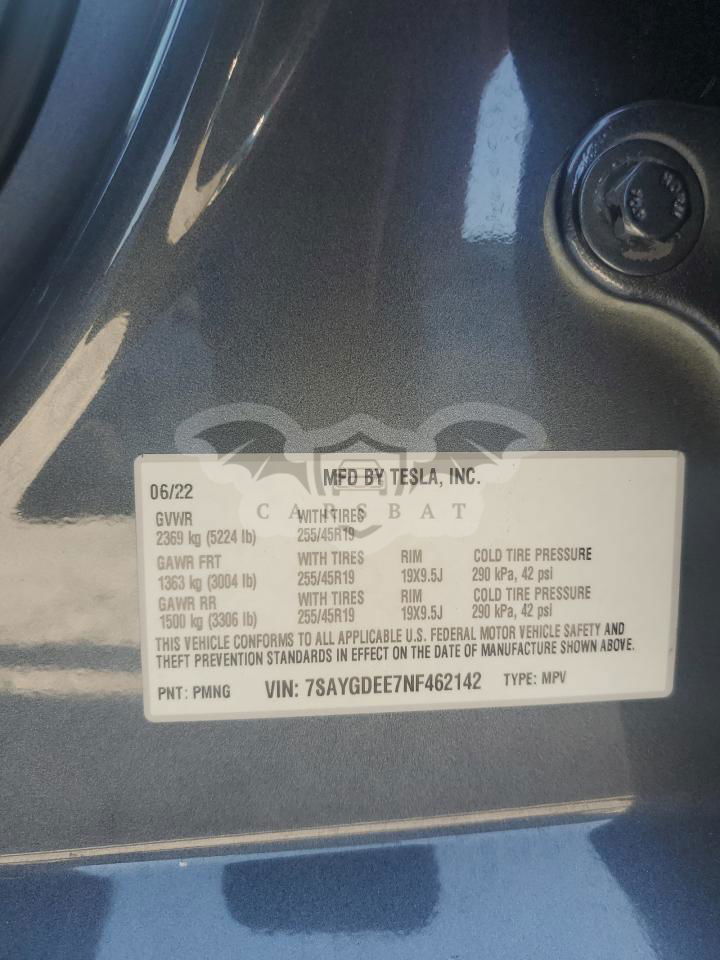 MFD BY TESLA, INC.
06/22
CARSBAT
GVWR WITH TIRES
2369 kg (5224 lb) 255/45R19
GAWR FRT WITH TIRES RIM COLD TIRE PRESSURE
1363 kg (3004 lb) 255/45R19 19X9.5J 290 kPa, 42 psi
GAWR RR WITH TIRES RIM COLD TIRE PRESSURE
1500 kg (3306 lb) 255/45R19 19X9.5J 290 kPa, 42 psi
THIS VEHICLE CONFORMS TO ALL APPLICABLE U.S. FEDERAL MOTOR VEHICLE SAFETY AND
THEFT PREVENTION STANDARDS IN EFFECT ON THE DATE OF MANUFACTURE SHOWN ABOVE.
PNT: PMNG VIN: 7SAYGDEE7NF462142 TYPE: MPV